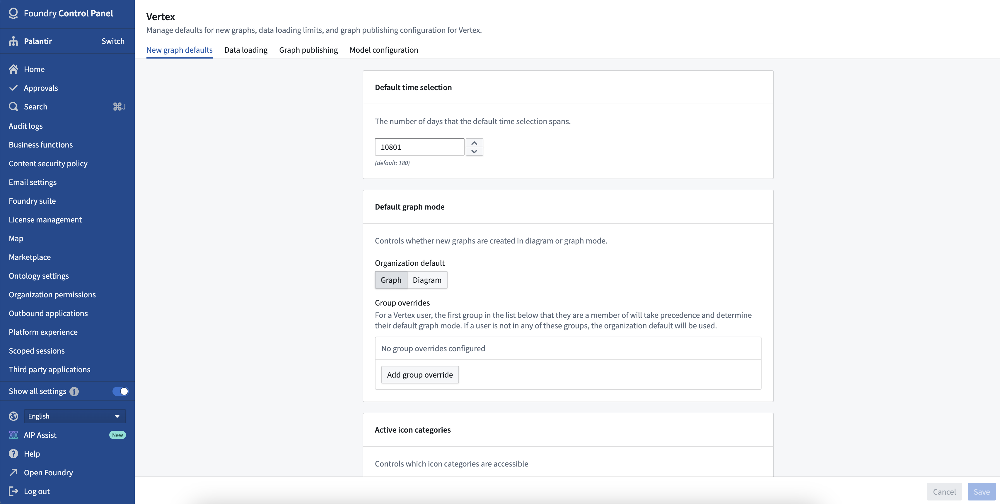 Foundry Control Panel
Palantir Switch
Home
Approvals
Search ⌘J
Audit logs
Business functions
Content security policy
Email settings
Foundry suite
License management
Map
Marketplace
Ontology settings
Organization permissions
Outbound applications
Platform experience
Scoped sessions
Third party applications
Show all settings
English
AIP Assist New
Help
Open Foundry
Log out
Vertex
Manage defaults for new graphs, data loading limits, and graph publishing configuration for Vertex.
New graph defaults Data loading Graph publishing Model configuration
Default time selection
The number of days that the default time selection spans.
10801
(default: 180)
Default graph mode
Controls whether new graphs are created in diagram or graph mode.
Organization default
Graph Diagram
Group overrides
For a Vertex user, the first group in the list below that they are a member of will take precedence and determine
their default graph mode. If a user is not in any of these groups, the organization default will be used.
No group overrides configured
Add group override
Active icon categories
Controls which icon categories are accessible
Cancel Save